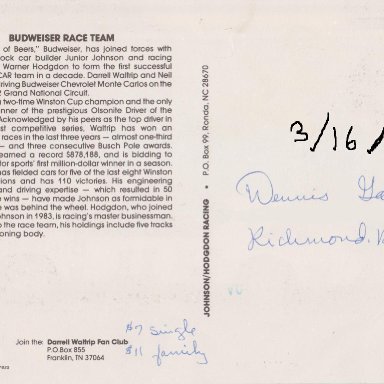 BUDWEISER RACE TEAM
of Beers," Budweiser, has joined forces with
ock car builder Junior Johnson and racing
Warner Hodgdon to form the first successful
CAR team in a decade. Darrell Waltrip and Neil
driving Budweiser Chevrolet Monte Carlos on the
Grand National Circuit.
two-time Winston Cup champion and the only
winner of the prestigious Olsonite Driver of the
Acknowledged by his peers as the top driver in
st competitive series, Waltrip has won an
races in the last three years — almost one-third
— and three consecutive Busch Pole awards.
earned a record $878,188, and is bidding to
tor sports' first million-dollar winner in a season.
has fielded cars for five of the last eight Winston
pions and has 110 victories. His engineering
and driving expertise — which resulted in 50
wins — have made Johnson as formidable in
was behind the wheel. Hodgdon, who joined
ohnson in 1983, is racing's master businessman.
the race team, his holdings include five tracks
ioning body.
Join the: Darrell Waltrip Fan Club
P.O. Box 855
Franklin, TN 37064
$7 single
$11 family
JOHNSON/HODGDON RACING • P.O. Box 99; Ronda, NC 28670
3/16/
Dennis Ga
Richmond,